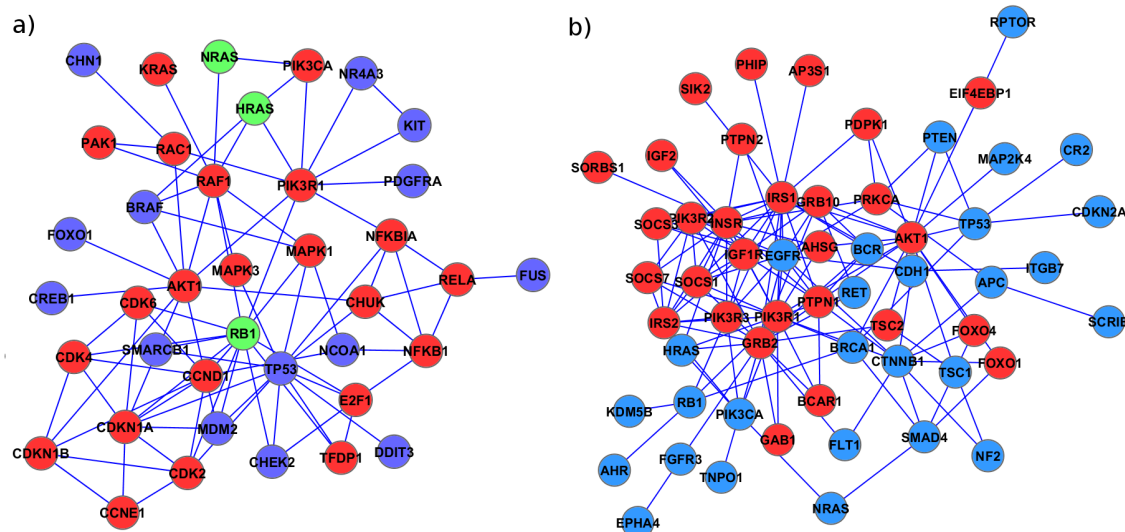 a)
CHN1
KRAS
NRAS
PIK3CA
NR4A3
HRAS
KIT
PAK1
RAC1
RAF1
PIK3R1
PDGFRA
BRAF
FOXO1
MAPK1
NFKBIA
MAPK3
RELA
FUS
AKT1
CREB1
CDK6
CHUK
RB1
CDK4
SMARCB1
NCOA1
NFKB1
TP53
CCND1
E2F1
CDKN1A
MDM2
CDKN1B
CDK2
CHEK2
TFDP1
DDIT3
CCNE1
b)
RPTOR
PHIP
AP3S1
SIK2
EIF4EBP1
PDPK1
PTPN2
PTEN
CR2
MAP2K4
IGF2
SORBS1
IRS1
GRB10
PRKCA
CDKN2A
SOCS3
PIK3R2
INSR
TP53
AKT1
AHSG
BCR
IGF1R
EGFR
CDH1
ITGB7
SOCS7
SOCS1
RET
APC
PTPN1
IRS2
PIK3R3
PIK3R1
TSC2
FOXO4
SCRIB
GRB2
HRAS
BRCA1
CTNNB1
TSC1
FOXO1
KDM5B
RB1
PIK3CA
BCAR1
GAB1
FLT1
SMAD4
NF2
AHR
FGFR3
TNPO1
NRAS
EPHA4